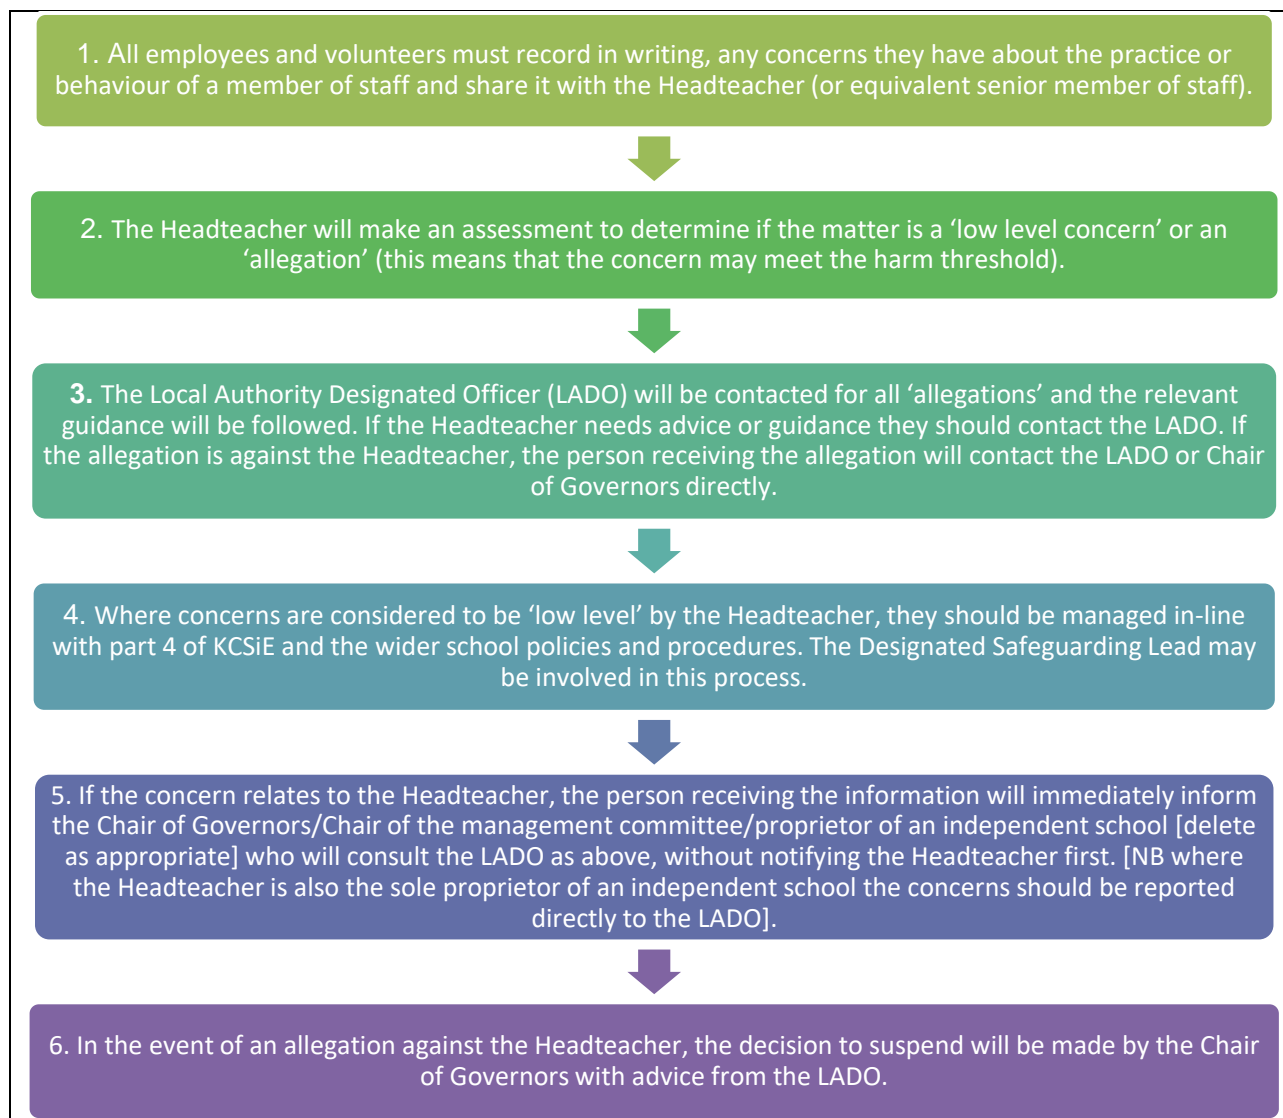 1. All employees and volunteers must record in writing, any concerns they have about the practice or
behaviour of a member of staff and share it with the Headteacher (or equivalent senior member of staff).
2. The Headteacher will make an assessment to determine if the matter is a ‘low level concern’ or an
‘allegation’ (this means that the concern may meet the harm threshold).
3. The Local Authority Designated Officer (LADO) will be contacted for all ‘allegations’ and the relevant
guidance will be followed. If the Headteacher needs advice or guidance they should contact the LADO. If
the allegation is against the Headteacher, the person receiving the allegation will contact the LADO or Chair
of Governors directly.
4. Where concerns are considered to be ‘low level’ by the Headteacher, they should be managed in-line
with part 4 of KCSiE and the wider school policies and procedures. The Designated Safeguarding Lead may
be involved in this process.
5. If the concern relates to the Headteacher, the person receiving the information will immediately inform
the Chair of Governors/Chair of the management committee/proprietor of an independent school [delete
as appropriate] who will consult the LADO as above, without notifying the Headteacher first. [NB where
the Headteacher is also the sole proprietor of an independent school the concerns should be reported
directly to the LADO].
6. In the event of an allegation against the Headteacher, the decision to suspend will be made by the Chair
of Governors with advice from the LADO.